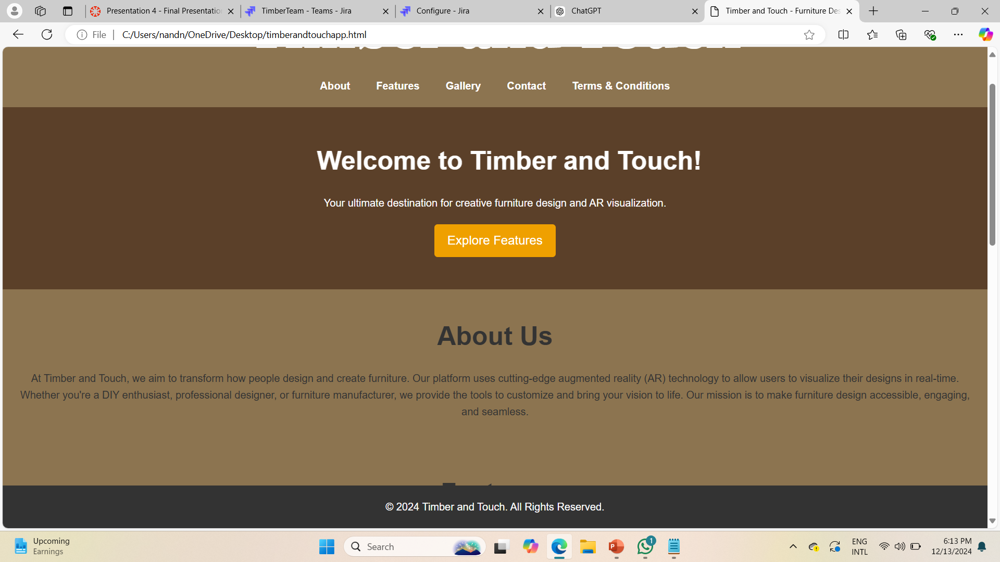 Presentation 4 - Final Presentatio
TimberTeam - Teams - Jira
Configure - Jira
ChatGPT
Timber and Touch - Furniture Des
File
C:/Users/nandn/OneDrive/Desktop/timberandtouchapp.html
About
Features
Gallery
Contact
Terms & Conditions
Welcome to Timber and Touch!
Your ultimate destination for creative furniture design and AR visualization.
Explore Features
About Us
At Timber and Touch, we aim to transform how people design and create furniture. Our platform uses cutting-edge augmented reality (AR) technology to allow users to visualize their designs in real-time.
Whether you're a DIY enthusiast, professional designer, or furniture manufacturer, we provide the tools to customize and bring your vision to life. Our mission is to make furniture design accessible, engaging,
and seamless.
© 2024 Timber and Touch. All Rights Reserved.
Upcoming
Earnings
Search
1
ENG
INTL
6:13 PM
12/13/2024